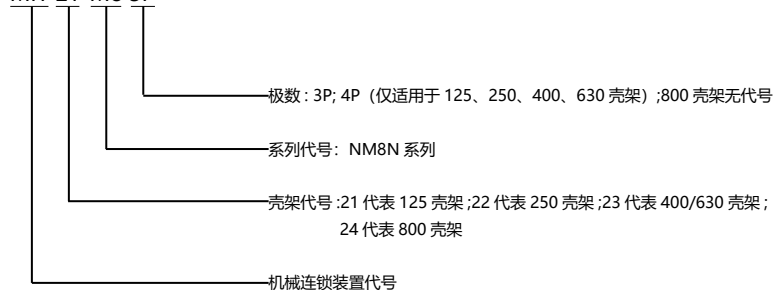 极数 : 3P; 4P（仅适用于 125、250、400、630 壳架）;800 壳架无代号
系列代号：NM8N 系列
壳架代号 :21 代表 125 壳架 ;22 代表 250 壳架 ;23 代表 400/630 壳架 ;
24 代表 800 壳架
机械连锁装置代号